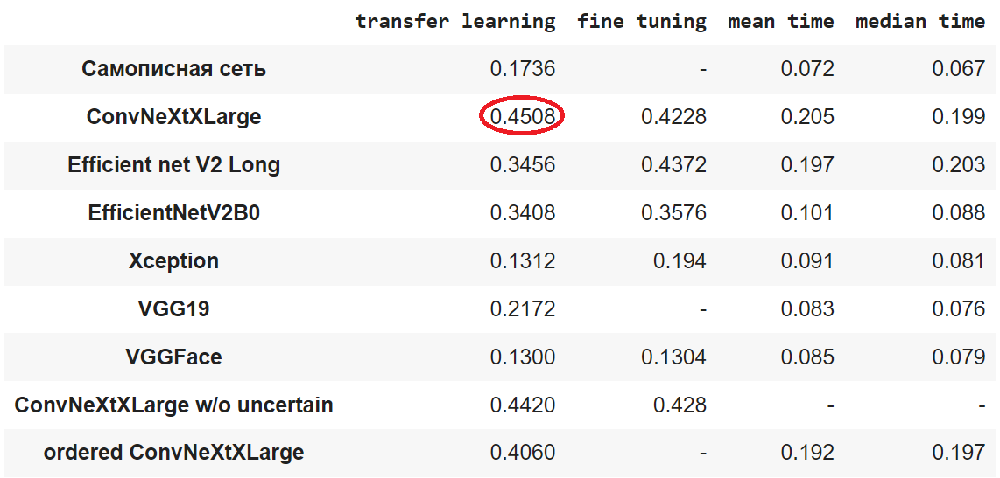 transfer learning fine tuning mean time median time
Самописная сеть 0.1736 - 0.072 0.067
ConvNeXtXLarge 0.4508 0.4228 0.205 0.199
Efficient net V2 Long 0.3456 0.4372 0.197 0.203
EfficientNetV2B0 0.3408 0.3576 0.101 0.088
Xception 0.1312 0.194 0.091 0.081
VGG19 0.2172 - 0.083 0.076
VGGFace 0.1300 0.1304 0.085 0.079
ConvNeXtXLarge w/o uncertain 0.4420 0.428 - -
ordered ConvNeXtXLarge 0.4060 - 0.192 0.197